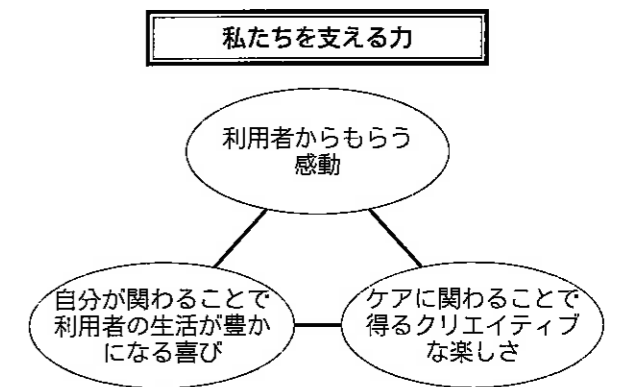 私たちを支える力
利用者からもらう
感動
自分が関わることで
利用者の生活が豊か
になる喜び
ケアに関わることで
得るクリエイティブ
な楽しさ